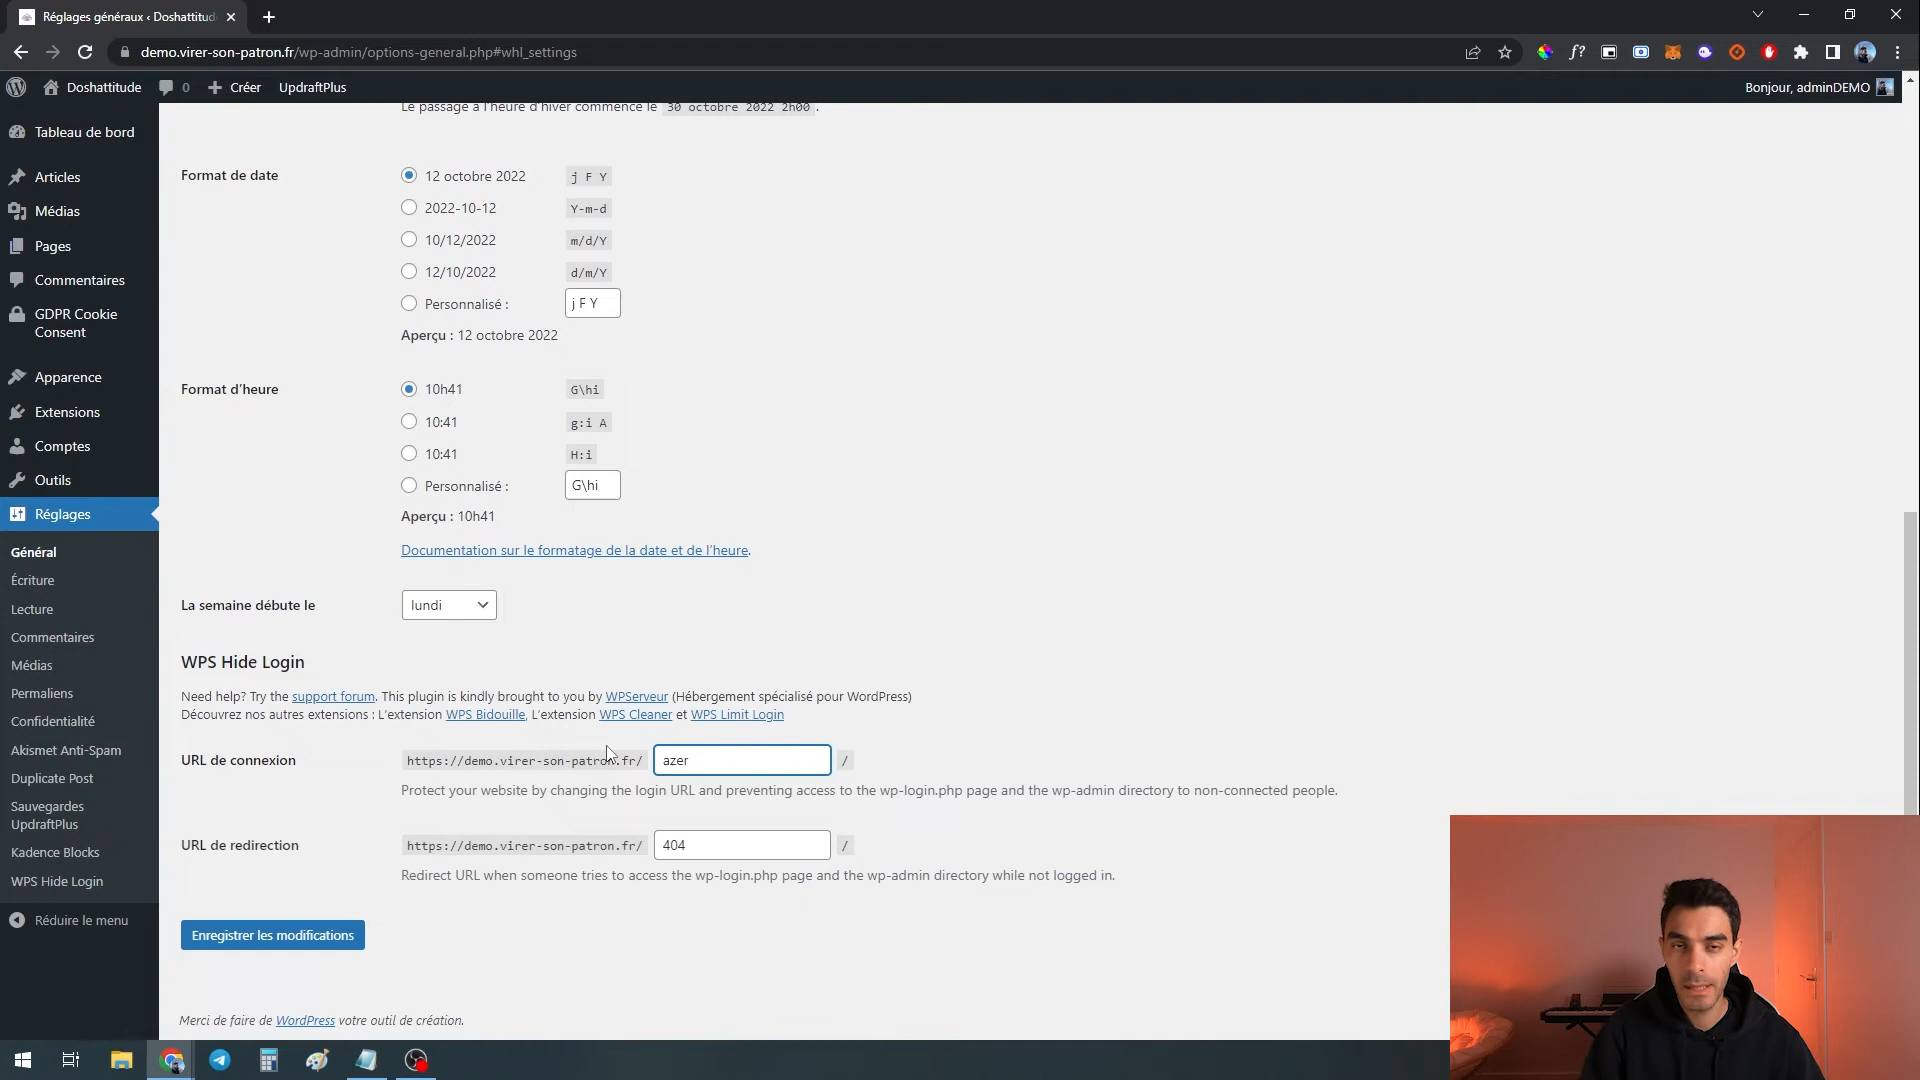 Réglages généraux ‹ Doshattitud
demo.virer-son-patron.fr/wp-admin/options-general.php#whl_settings
f?
Doshattitude
0
Créer
UpdraftPlus
Bonjour, adminDEMO
Tableau de bord
Articles
Médias
Pages
Commentaires
GDPR Cookie
Consent
Apparence
Extensions
Comptes
Outils
Réglages
Général
Écriture
Lecture
Commentaires
Médias
Permaliens
Confidentialité
Akismet Anti-Spam
Duplicate Post
Sauvegardes
UpdraftPlus
Kadence Blocks
WPS Hide Login
Réduire le menu
Le passage à l'heure d'hiver commence le 30 octobre 2022 2h00 .
Format de date
12 octobre 2022 j F Y
2022-10-12 Y-m-d
10/12/2022 m/d/Y
12/10/2022 d/m/Y
Personnalisé : j F Y
Aperçu : 12 octobre 2022
Format d’heure
10h41 G\hi
10:41 g:i A
10:41 H:i
Personnalisé : G\hi
Aperçu : 10h41
Documentation sur le formatage de la date et de l’heure.
La semaine débute le lundi
WPS Hide Login
Need help? Try the support forum. This plugin is kindly brought to you by WPServeur (Hébergement spécialisé pour WordPress)
Découvrez nos autres extensions : L’extension WPS Bidouille, L’extension WPS Cleaner et WPS Limit Login
URL de connexion https://demo.virer-son-patron.fr/ azer /
Protect your website by changing the login URL and preventing access to the wp-login.php page and the wp-admin directory to non-connected people.
URL de redirection https://demo.virer-son-patron.fr/ 404 /
Redirect URL when someone tries to access the wp-login.php page and the wp-admin directory while not logged in.
Enregistrer les modifications
Merci de faire de WordPress votre outil de création.